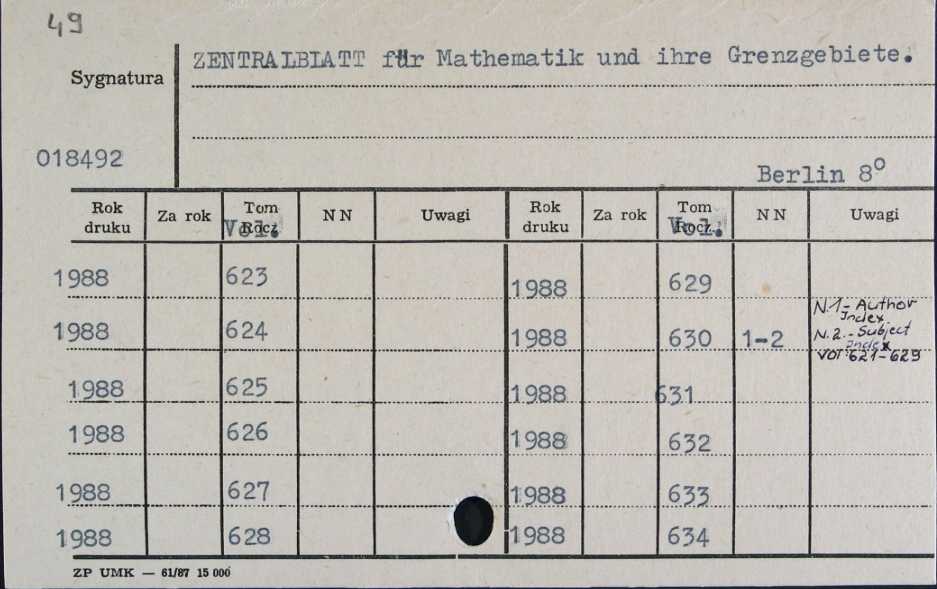 49
ZENTRALBLATT für Mathematik und ihre Grenzgebiete.
Sygnatura
018492
Berlin 8º
Rok druku Za rok Tom Rocz. Vol. NN Uwagi Rok druku Za rok Tom Rocz. Vol. NN Uwagi
1988 623 1988 629
N.1 - Author
Index
1988 624 1988 630 1-2 N.2. - Subject
Index
VOT: 621-629
1988 625 1988 631
1988 626 1988 632
1988 627 1988 633
1988 628 1988 634
ZP UMK — 61/87 15 000